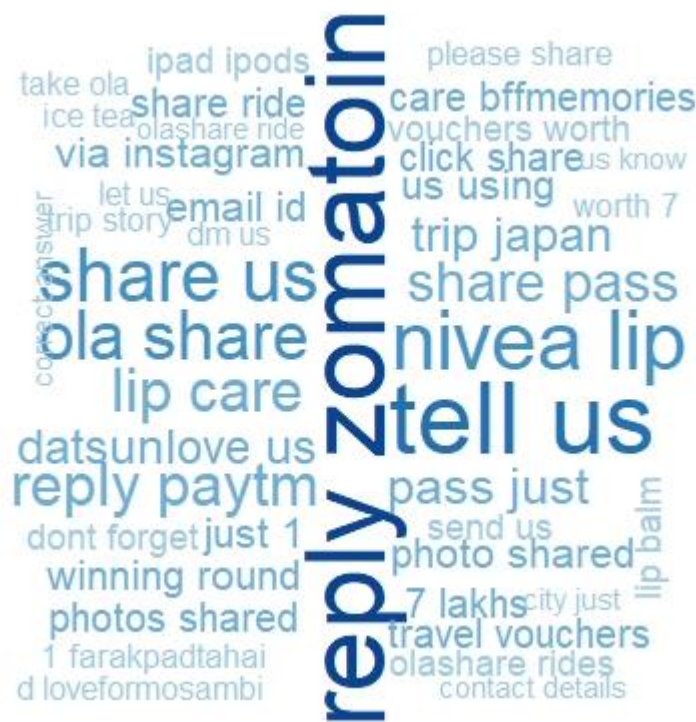 ipad ipods
take ola
share ride
ice tea
olashare ride
via instagram
let us
email id
trip story
dm us
correct answer
share us
ola share
lip care
datsunlove us
reply paytm
dont forget
just 1
winning round
photos shared
1 farakpadtahai
d loveformosambi
reply zomatoin
please share
care bffmemories
vouchers worth
click share
us know
us using
worth 7
trip japan
share pass
nivea lip
tell us
pass just
send us
lip balm
photo shared
7 lakhs
city just
travel vouchers
olashare rides
contact details